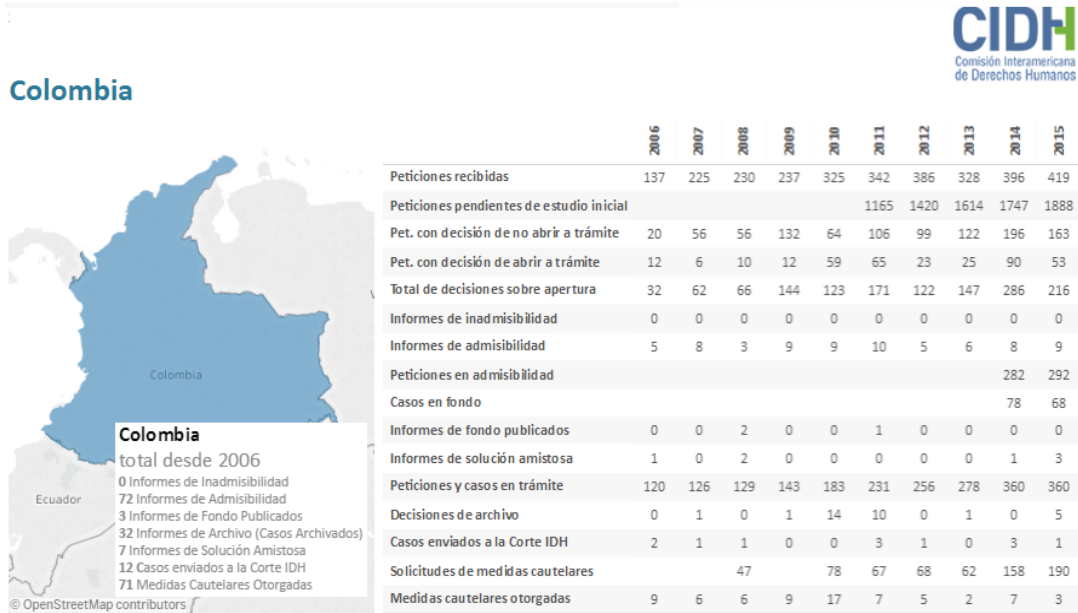 CIDH
Comisión Interamericana
de Derechos Humanos
Colombia
2006 2007 2008 2009 2010 2011 2012 2013 2014 2015
Peticiones recibidas 137 225 230 237 325 342 386 328 396 419
Peticiones pendientes de estudio inicial 1165 1420 1614 1747 1888
Pet. con decisión de no abrir a trámite 20 56 56 132 64 106 99 122 196 163
Pet. con decisión de abrir a trámite 12 6 10 12 59 65 23 25 90 53
Total de decisiones sobre apertura 32 62 66 144 123 171 122 147 286 216
Informes de inadmisibilidad 0 0 0 0 0 0 0 0 0 0
Informes de admisibilidad 5 8 3 9 9 10 5 6 8 9
Peticiones en admisibilidad 282 292
Casos en fondo 78 68
Informes de fondo publicados 0 0 2 0 0 1 0 0 0 0
Informes de solución amistosa 1 0 2 0 0 0 0 0 1 3
Peticiones y casos en trámite 120 126 129 143 183 231 256 278 360 360
Decisiones de archivo 0 1 0 1 14 10 0 1 0 5
Casos enviados a la Corte IDH 2 1 1 0 0 3 1 0 3 1
Solicitudes de medidas cautelares 47 78 67 68 62 158 190
Medidas cautelares otorgadas 9 6 6 9 17 7 5 2 7 3
Colombia
Colombia
total desde 2006
0 Informes de Inadmisibilidad
72 Informes de Admisibilidad
3 Informes de Fondo Publicados
32 Informes de Archivo (Casos Archivados)
7 Informes de Solución Amistosa
12 Casos enviados a la Corte IDH
71 Medidas Cautelares Otorgadas
Ecuador
© OpenStreetMap contributors